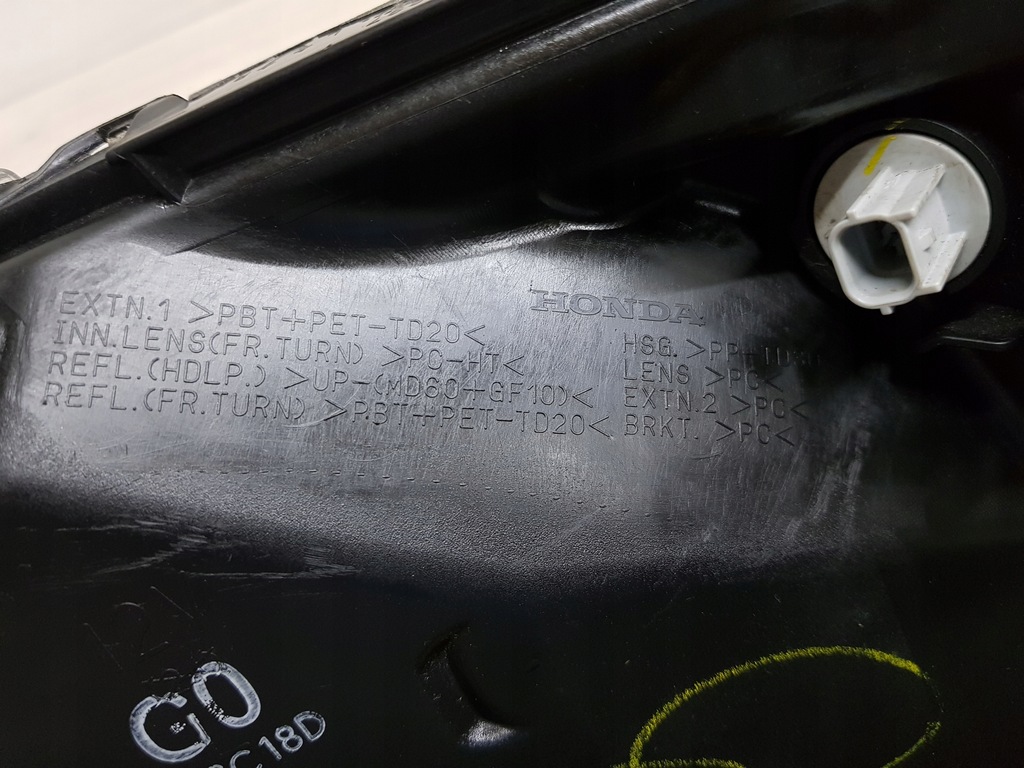 HONDA
EXTN.1 >PBT+PET-TD20<
INN.LENS(FR.TURN) >PC-HT<
REFL.(HDLP.) >UP-(MD60+GF10)<
REFL.(FR.TURN) >PBT+PET-TD20<
HSG.
LENS >PC<
EXTN.2 >PC<
BRKT. >PC<
G0